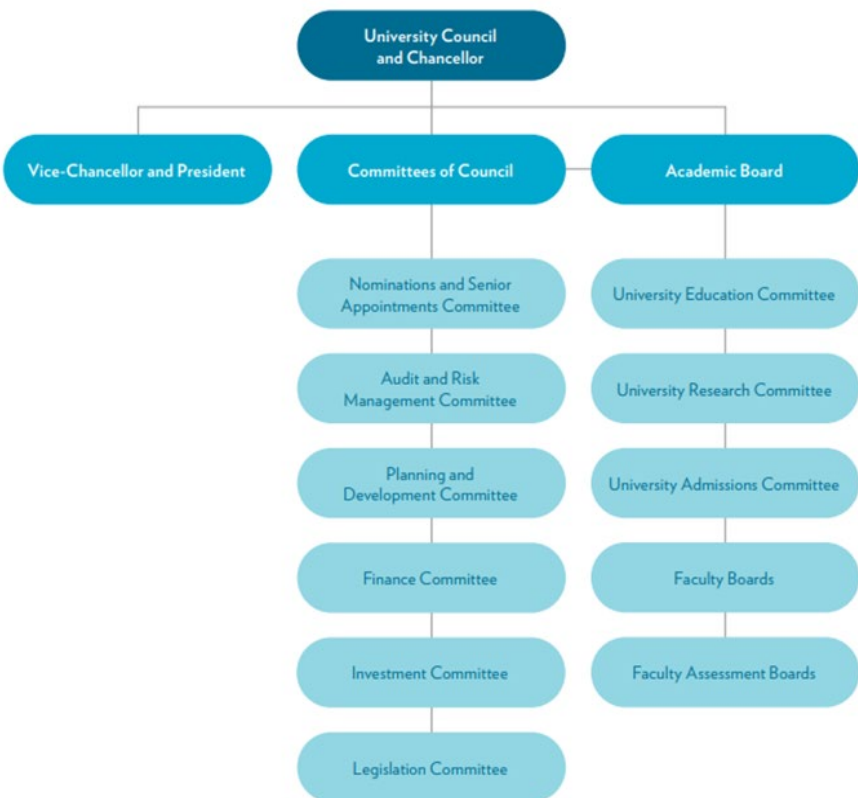 University Council
and Chancellor
Vice-Chancellor and President
Committees of Council
Academic Board
Nominations and Senior
Appointments Committee
Audit and Risk
Management Committee
Planning and
Development Committee
Finance Committee
Investment Committee
Legislation Committee
University Education Committee
University Research Committee
University Admissions Committee
Faculty Boards
Faculty Assessment Boards